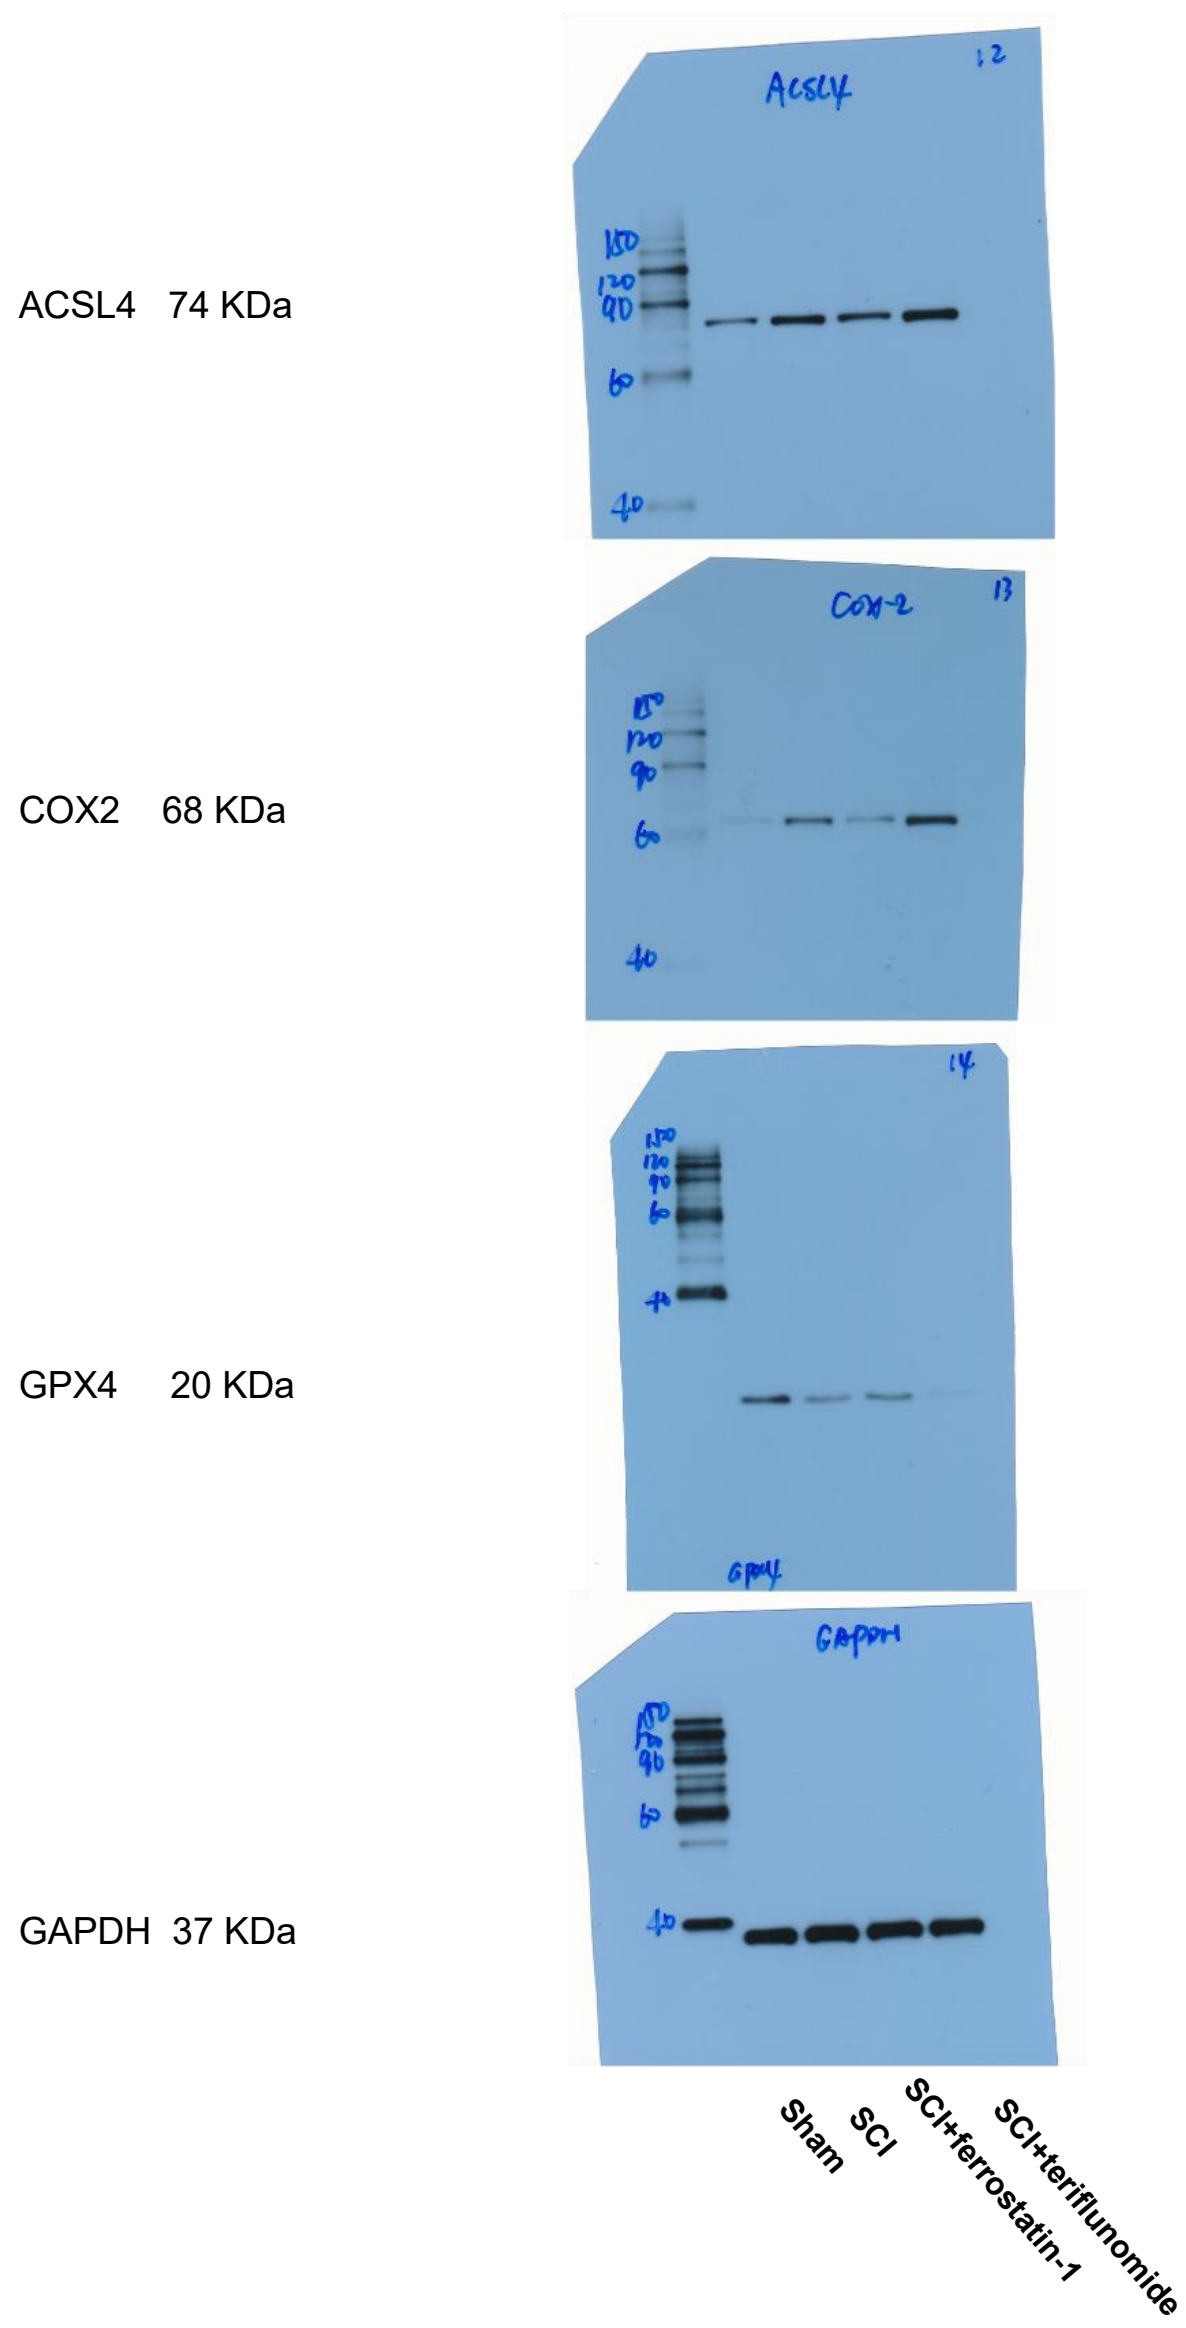 12
ACSL4
150
120
90
ACSL4 74 KDa
60
40
13
COX-2
150
120
90
COX2 68 KDa
60
40
14
150
120
90
60
40
GPX4 20 KDa
GPX4
GAPDH
150
120
90
60
40
GAPDH 37 KDa
Sham
SCI
SCI+ferrostatin-1
SCI+teriflunomide